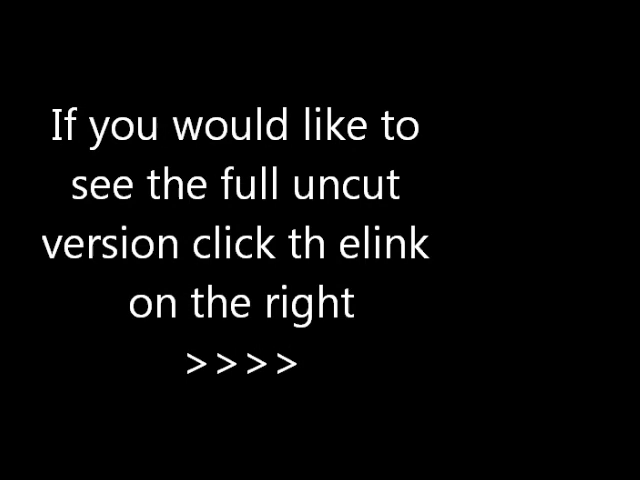 If you would like to
see the full uncut
version click th elink
on the right
>>>>